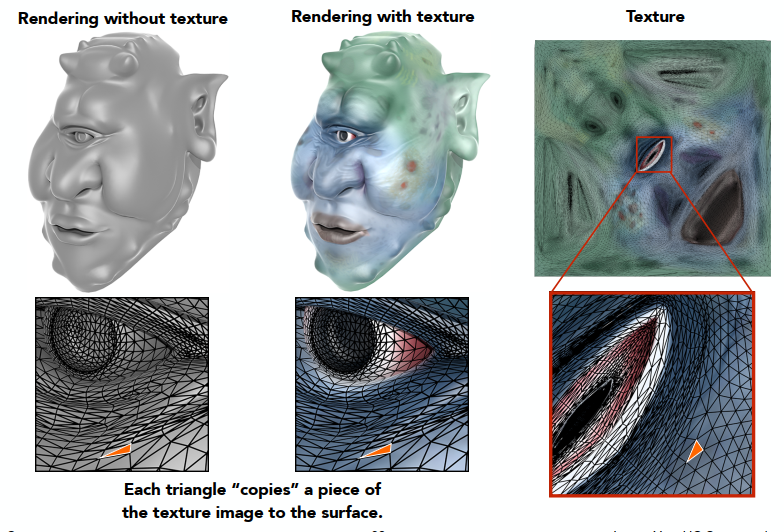 Rendering without texture
Rendering with texture
Texture
Each triangle “copies” a piece of
the texture image to the surface.